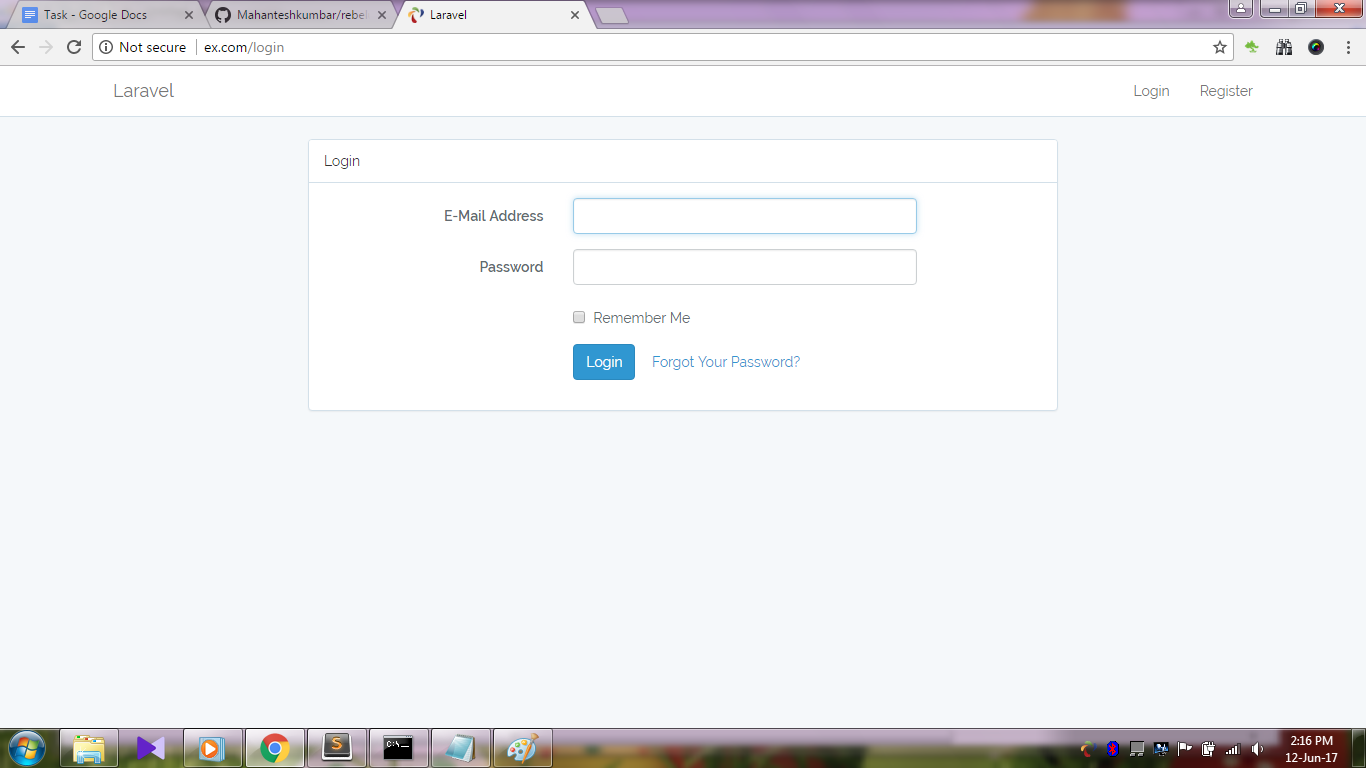 Task - Google Docs
Mahanteshkumbar/rebel
Laravel
Not secure
ex.com/login
Laravel
Login
Register
Login
E-Mail Address
Password
Remember Me
Login
Forgot Your Password?
S
C:\
2:16 PM
12-Jun-17